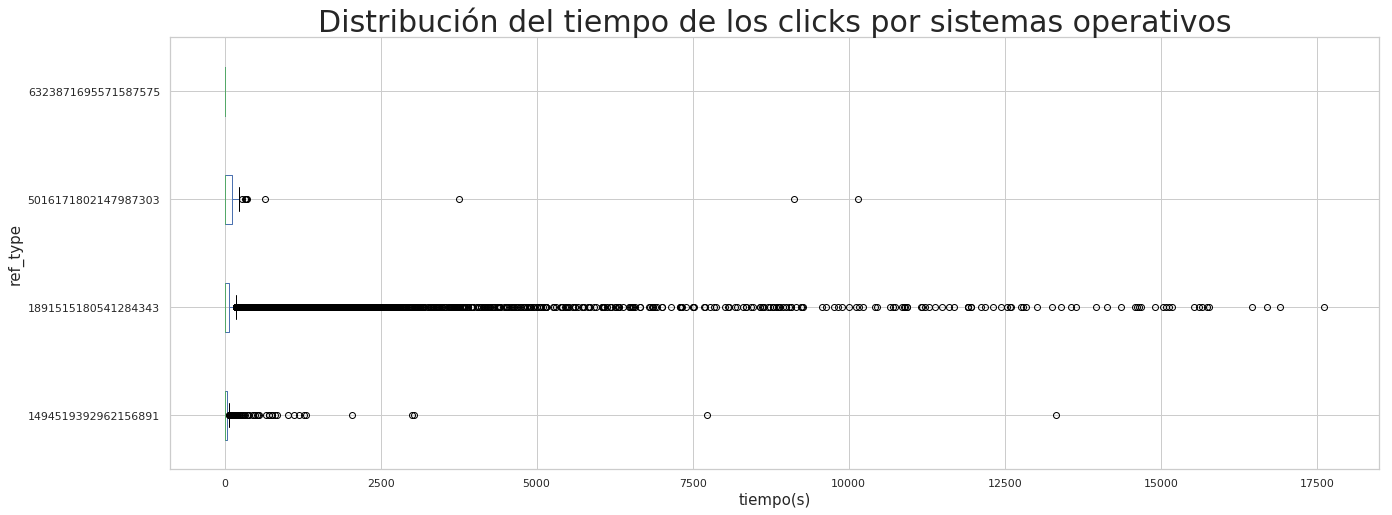 Distribución del tiempo de los clicks por sistemas operativos
6323871695571587575
5016171802147987303
1891515180541284343
1494519392962156891
ref_type
0 2500 5000 7500 10000 12500 15000 17500
tiempo(s)